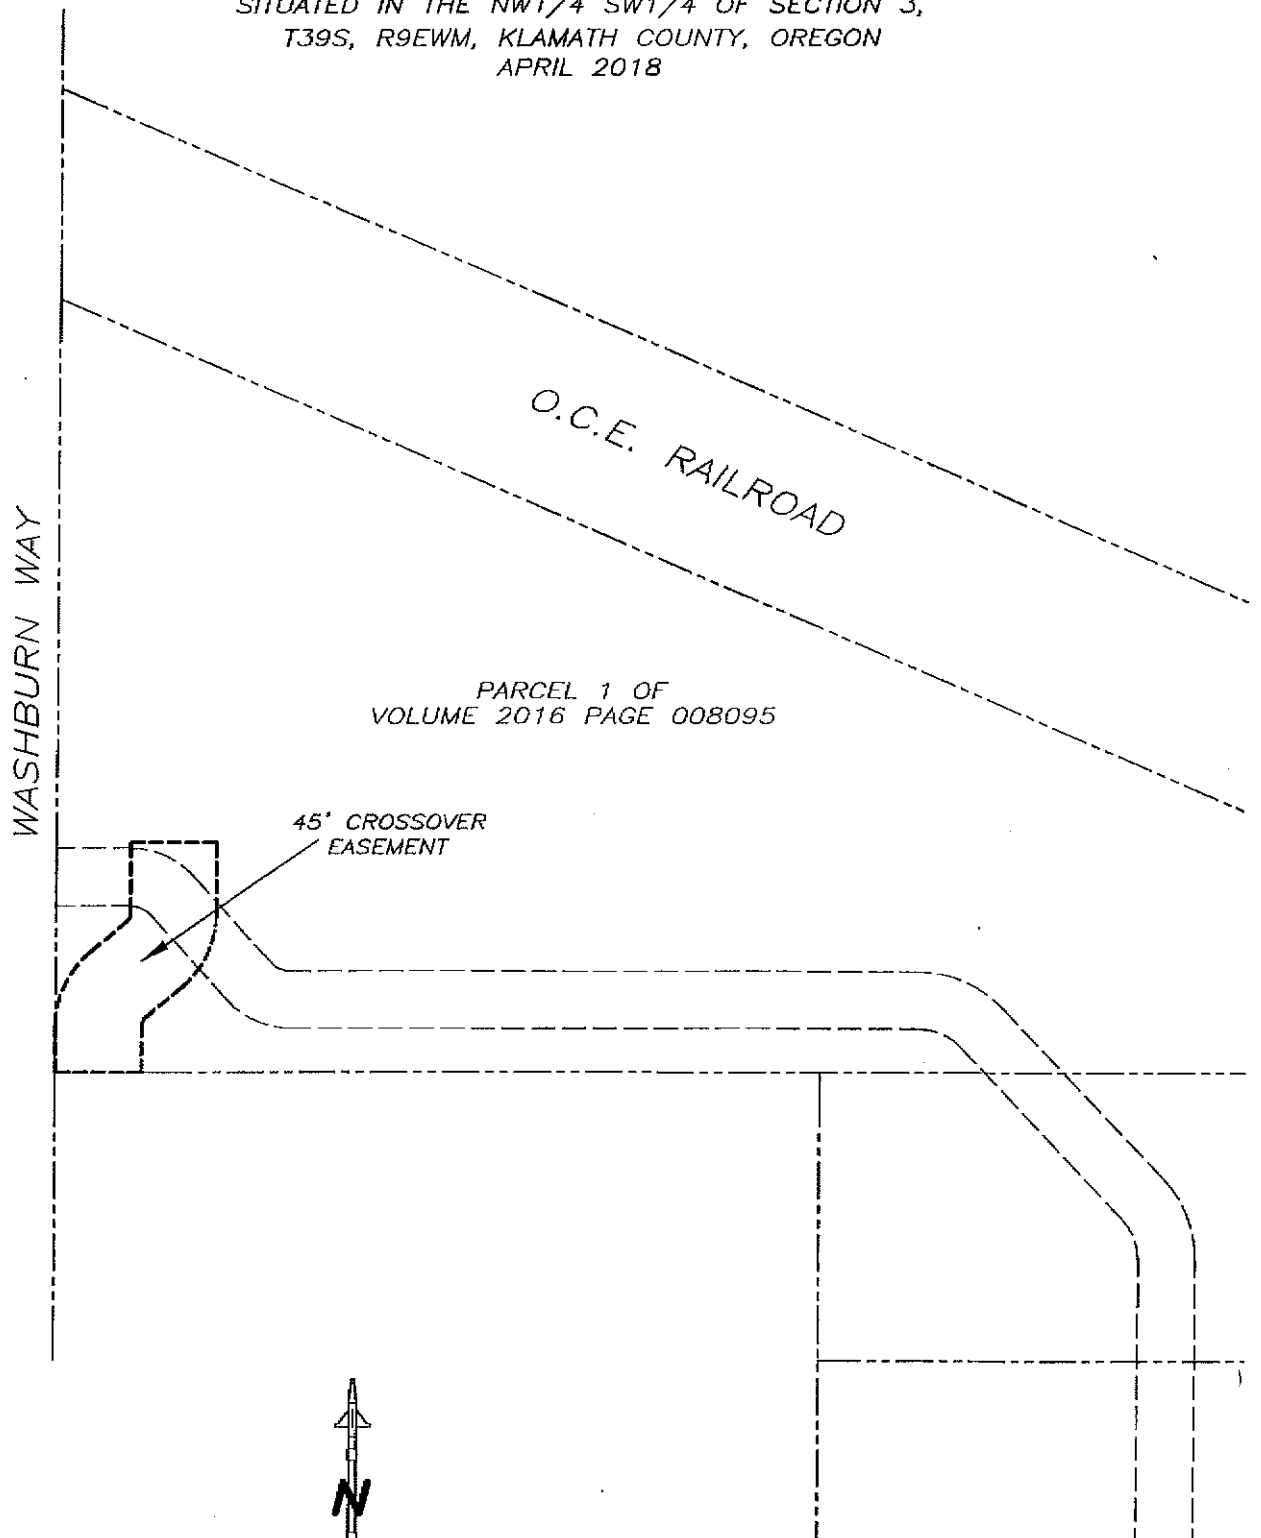 SITUATED IN THE NW1/4 SW1/4 OF SECTION 3,
T39S, R9EWM, KLAMATH COUNTY, OREGON
APRIL 2018
O.C.E. RAILROAD
WASHBURN WAY
PARCEL 1 OF
VOLUME 2016 PAGE 008095
45' CROSSOVER
EASEMENT
N